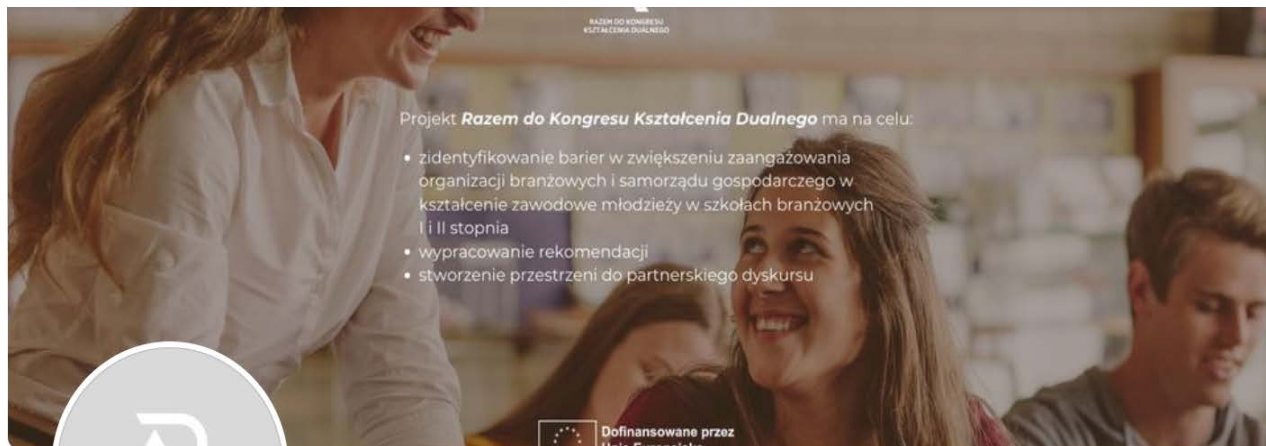 RAZEM DO KONGRESU
KSZTAŁCENIA DUALNEGO
Projekt Razem do Kongresu Kształcenia Dualnego ma na celu:
• zidentyfikowanie barier w zwiększeniu zaangażowania
organizacji branżowych i samorządu gospodarczego w
kształcenie zawodowe młodzieży w szkołach branżowych
I i II stopnia
• wypracowanie rekomendacji
• stworzenie przestrzeni do partnerskiego dyskursu
Dofinansowane przez
Unię Europejską